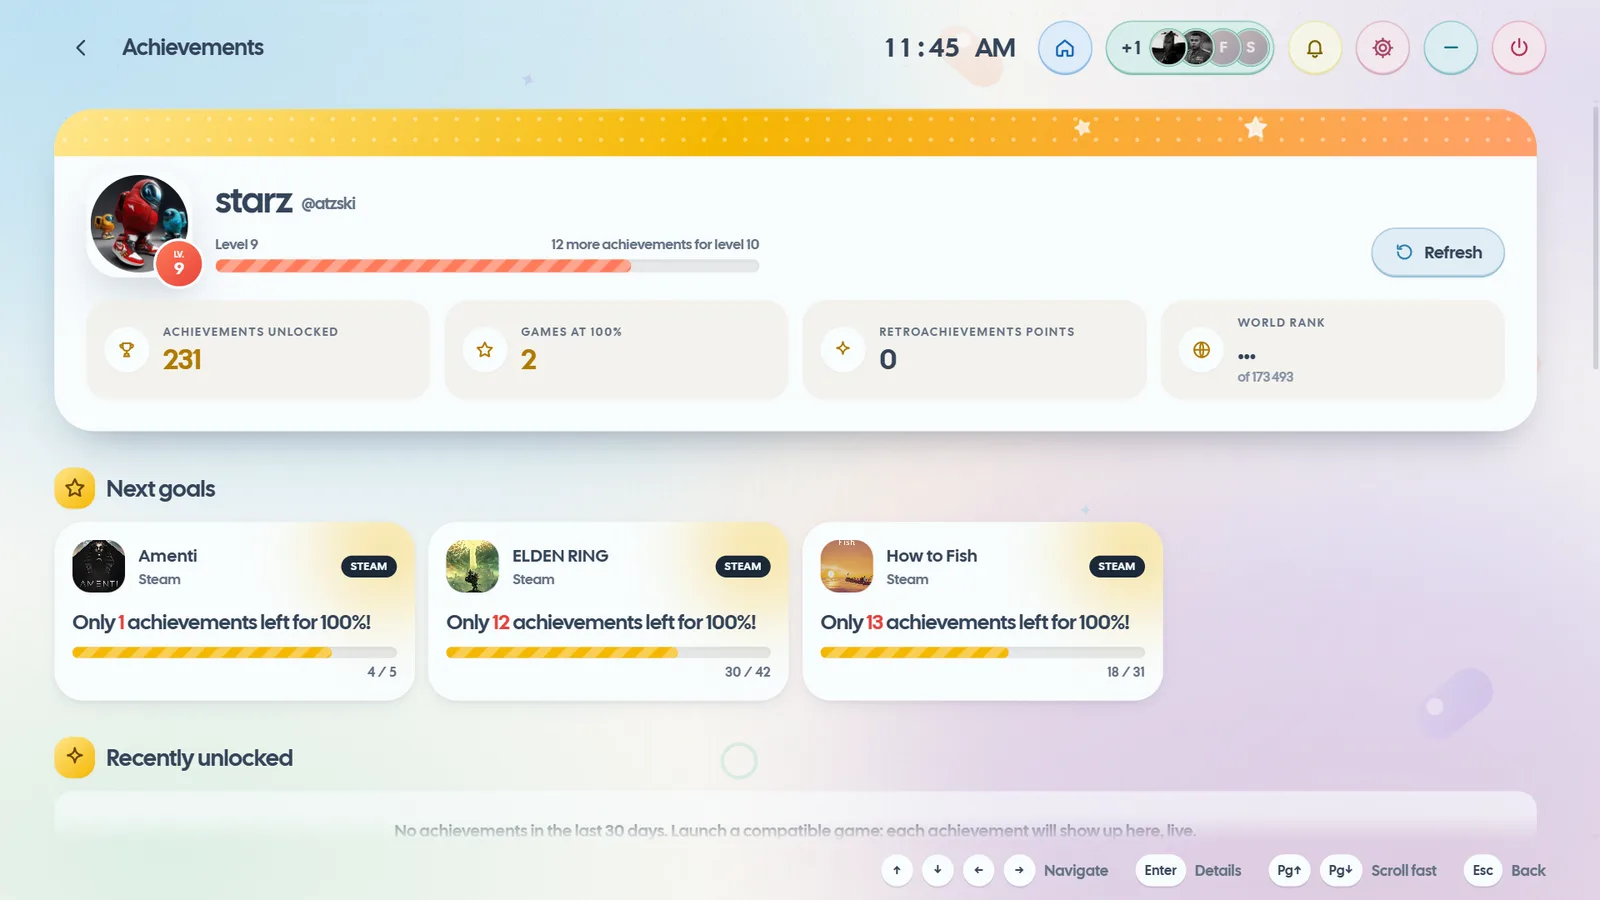 Achievements
11:45 AM
+1
F
S
starz @atzski
Level 9
12 more achievements for level 10
LV.
9
Refresh
ACHIEVEMENTS UNLOCKED
231
GAMES AT 100%
2
RETROACHIEVEMENTS POINTS
0
WORLD RANK
...
of 173 493
Next goals
AMENTI
Amenti
Steam
STEAM
Only 1 achievements left for 100%!
4 / 5
ELDEN RING
Steam
STEAM
Only 12 achievements left for 100%!
30 / 42
Fish
How to Fish
Steam
STEAM
Only 13 achievements left for 100%!
18 / 31
Recently unlocked
No achievements in the last 30 days. Launch a compatible game: each achievement will show up here, live.
↑ ↓ ← → Navigate
Enter Details
Pg↑ Pg↓ Scroll fast
Esc Back